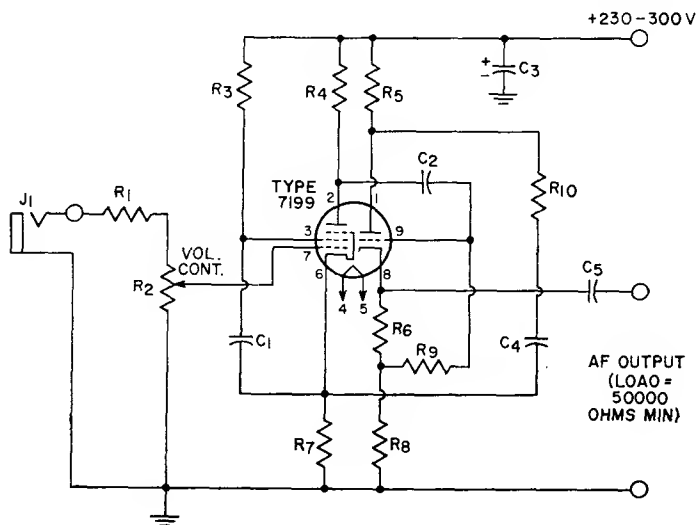 +230-300V
R3
R4
R5
+
-
C3
C2
TYPE
7199
2
1
R10
J1
R1
3
9
7
VOL.
CONT.
6
8
R2
4
5
C5
C1
R6
R9
C4
AF OUTPUT
(LOAO =
50000
OHMS MIN)
R7
R8